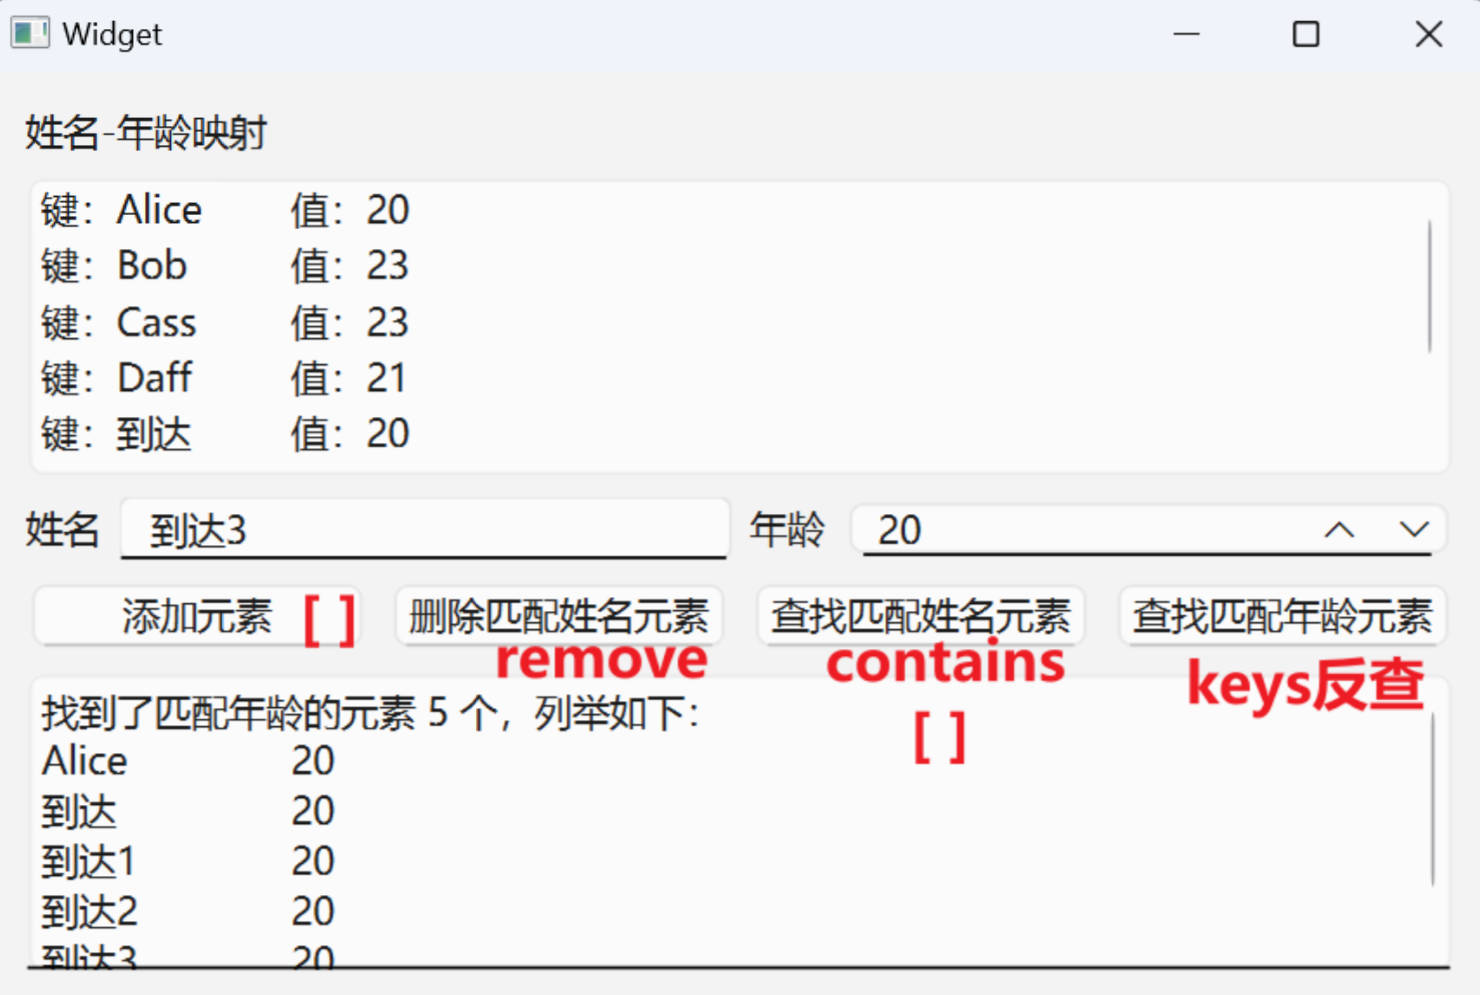 Widget
姓名-年龄映射
键：Alice 值：20
键：Bob 值：23
键：Cass 值：23
键：Daff 值：21
键：到达 值：20
姓名 到达3 年龄 20
添加元素 [ ] 删除匹配姓名元素 查找匹配姓名元素 查找匹配年龄元素
remove contains keys反查
[ ]
找到了匹配年龄的元素 5 个，列举如下：
Alice 20
到达 20
到达1 20
到达2 20
到达3 20